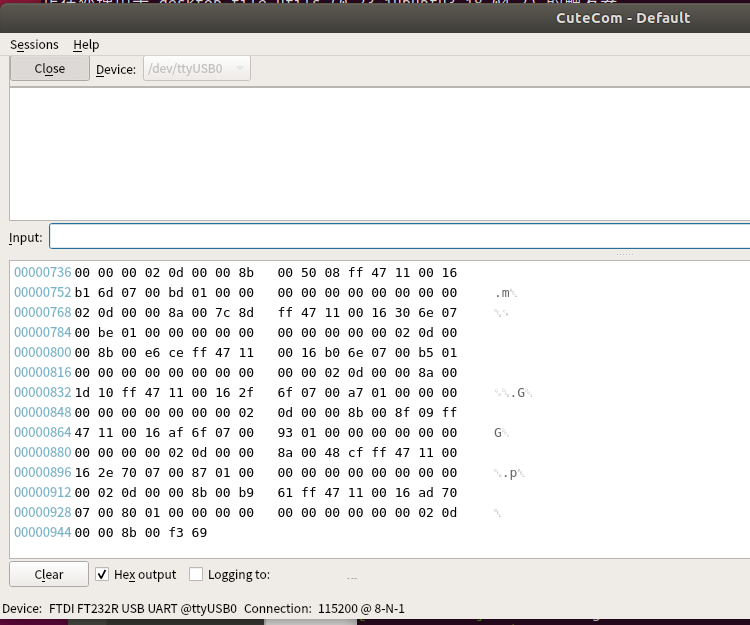 CuteCom - Default
Sessions Help
Close Device: /dev/ttyUSB0
Input:
00000736 00 00 00 02 0d 00 00 8b 00 50 08 ff 47 11 00 16
00000752 b1 6d 07 00 bd 01 00 00 00 00 00 00 00 00 00 00 .m
00000768 02 0d 00 00 8a 00 7c 8d ff 47 11 00 16 30 6e 07
00000784 00 be 01 00 00 00 00 00 00 00 00 00 00 02 0d 00
00000800 00 8b 00 e6 ce ff 47 11 00 16 b0 6e 07 00 b5 01
00000816 00 00 00 00 00 00 00 00 00 00 02 0d 00 00 8a 00
00000832 1d 10 ff 47 11 00 16 2f 6f 07 00 a7 01 00 00 00 .G
00000848 00 00 00 00 00 00 00 02 0d 00 00 8b 00 8f 09 ff
00000864 47 11 00 16 af 6f 07 00 93 01 00 00 00 00 00 00 G
00000880 00 00 00 00 02 0d 00 00 8a 00 48 cf ff 47 11 00
00000896 16 2e 70 07 00 87 01 00 00 00 00 00 00 00 00 00 .p
00000912 00 02 0d 00 00 8b 00 b9 61 ff 47 11 00 16 ad 70
00000928 07 00 80 01 00 00 00 00 00 00 00 00 00 00 02 0d
00000944 00 00 8b 00 f3 69
Clear Hex output Logging to: ...
Device: FTDI FT232R USB UART @ttyUSB0 Connection: 115200 @ 8-N-1